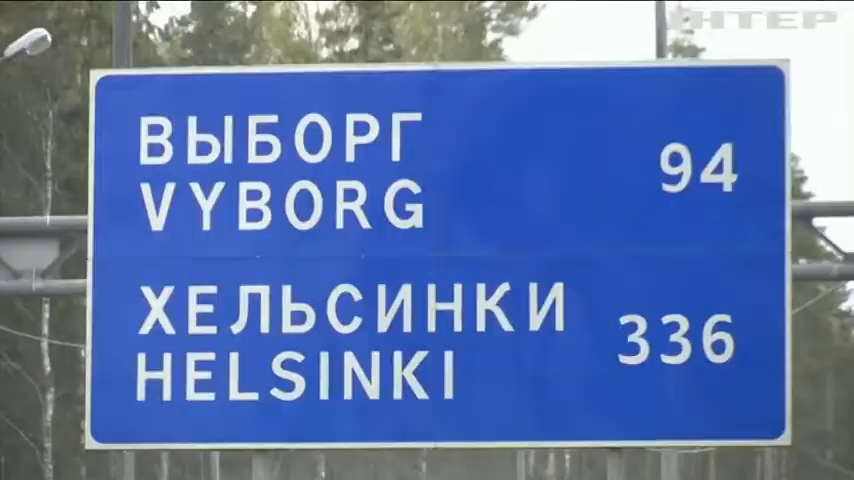 ІНТЕР
ВЫБОРГ
VYBORG
94
ХЕЛЬСИНКИ
HELSINKI
336